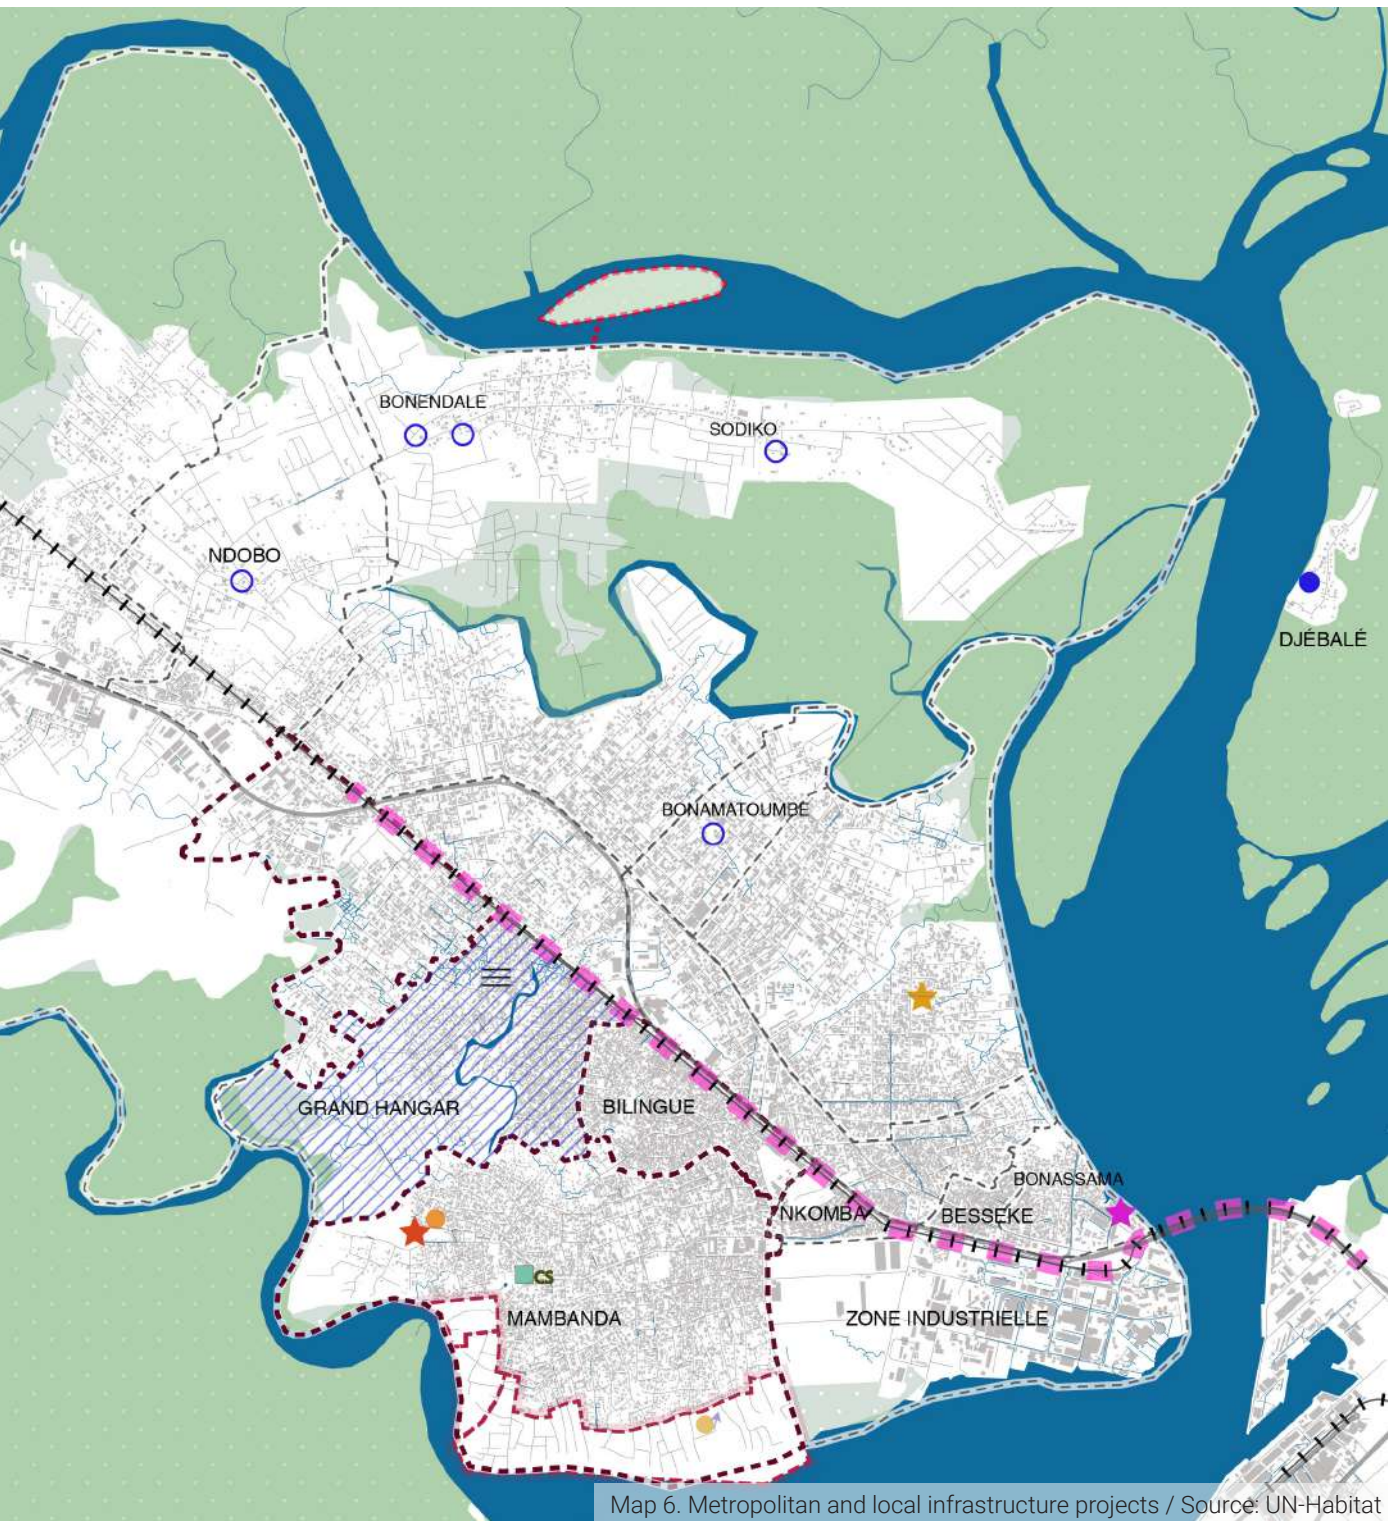 BONENDALE
SODIKO
NDOBO
DJÉBALÉ
BONAMATOUMBÉ
GRAND HANGAR
BILINGUE
BONASSAMA
NKOMBA
BESSEKE
CS
MAMBANDA
ZONE INDUSTRIELLE
Map 6. Metropolitan and local infrastructure projects / Source: UN-Habitat